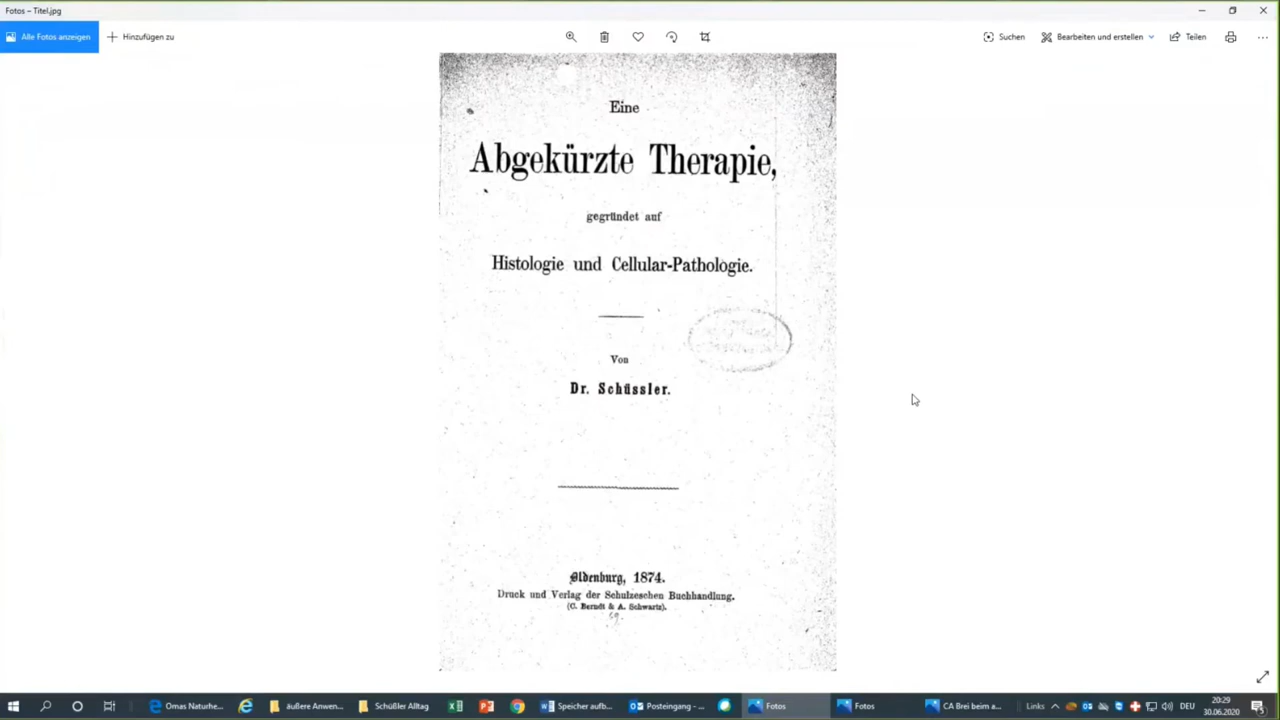 Fotos – Titel.jpg
Alle Fotos anzeigen
Hinzufügen zu
Suchen
Bearbeiten und erstellen
Teilen
Eine
Abgekürzte Therapie,
gegründet auf
Histologie und Cellular-Pathologie.
Von
Dr. Schüssler.
Oldenburg, 1874.
Druck und Verlag der Schulzeschen Buchhandlung.
(C. Berndt & A. Schwartz).
Omas Naturhe...
äußere Anwen...
Schüßler Alltag
Speicher aufb...
Posteingang - ...
Fotos
Fotos
CA Brei beim a...
Links
DEU
20:29
30.06.2020